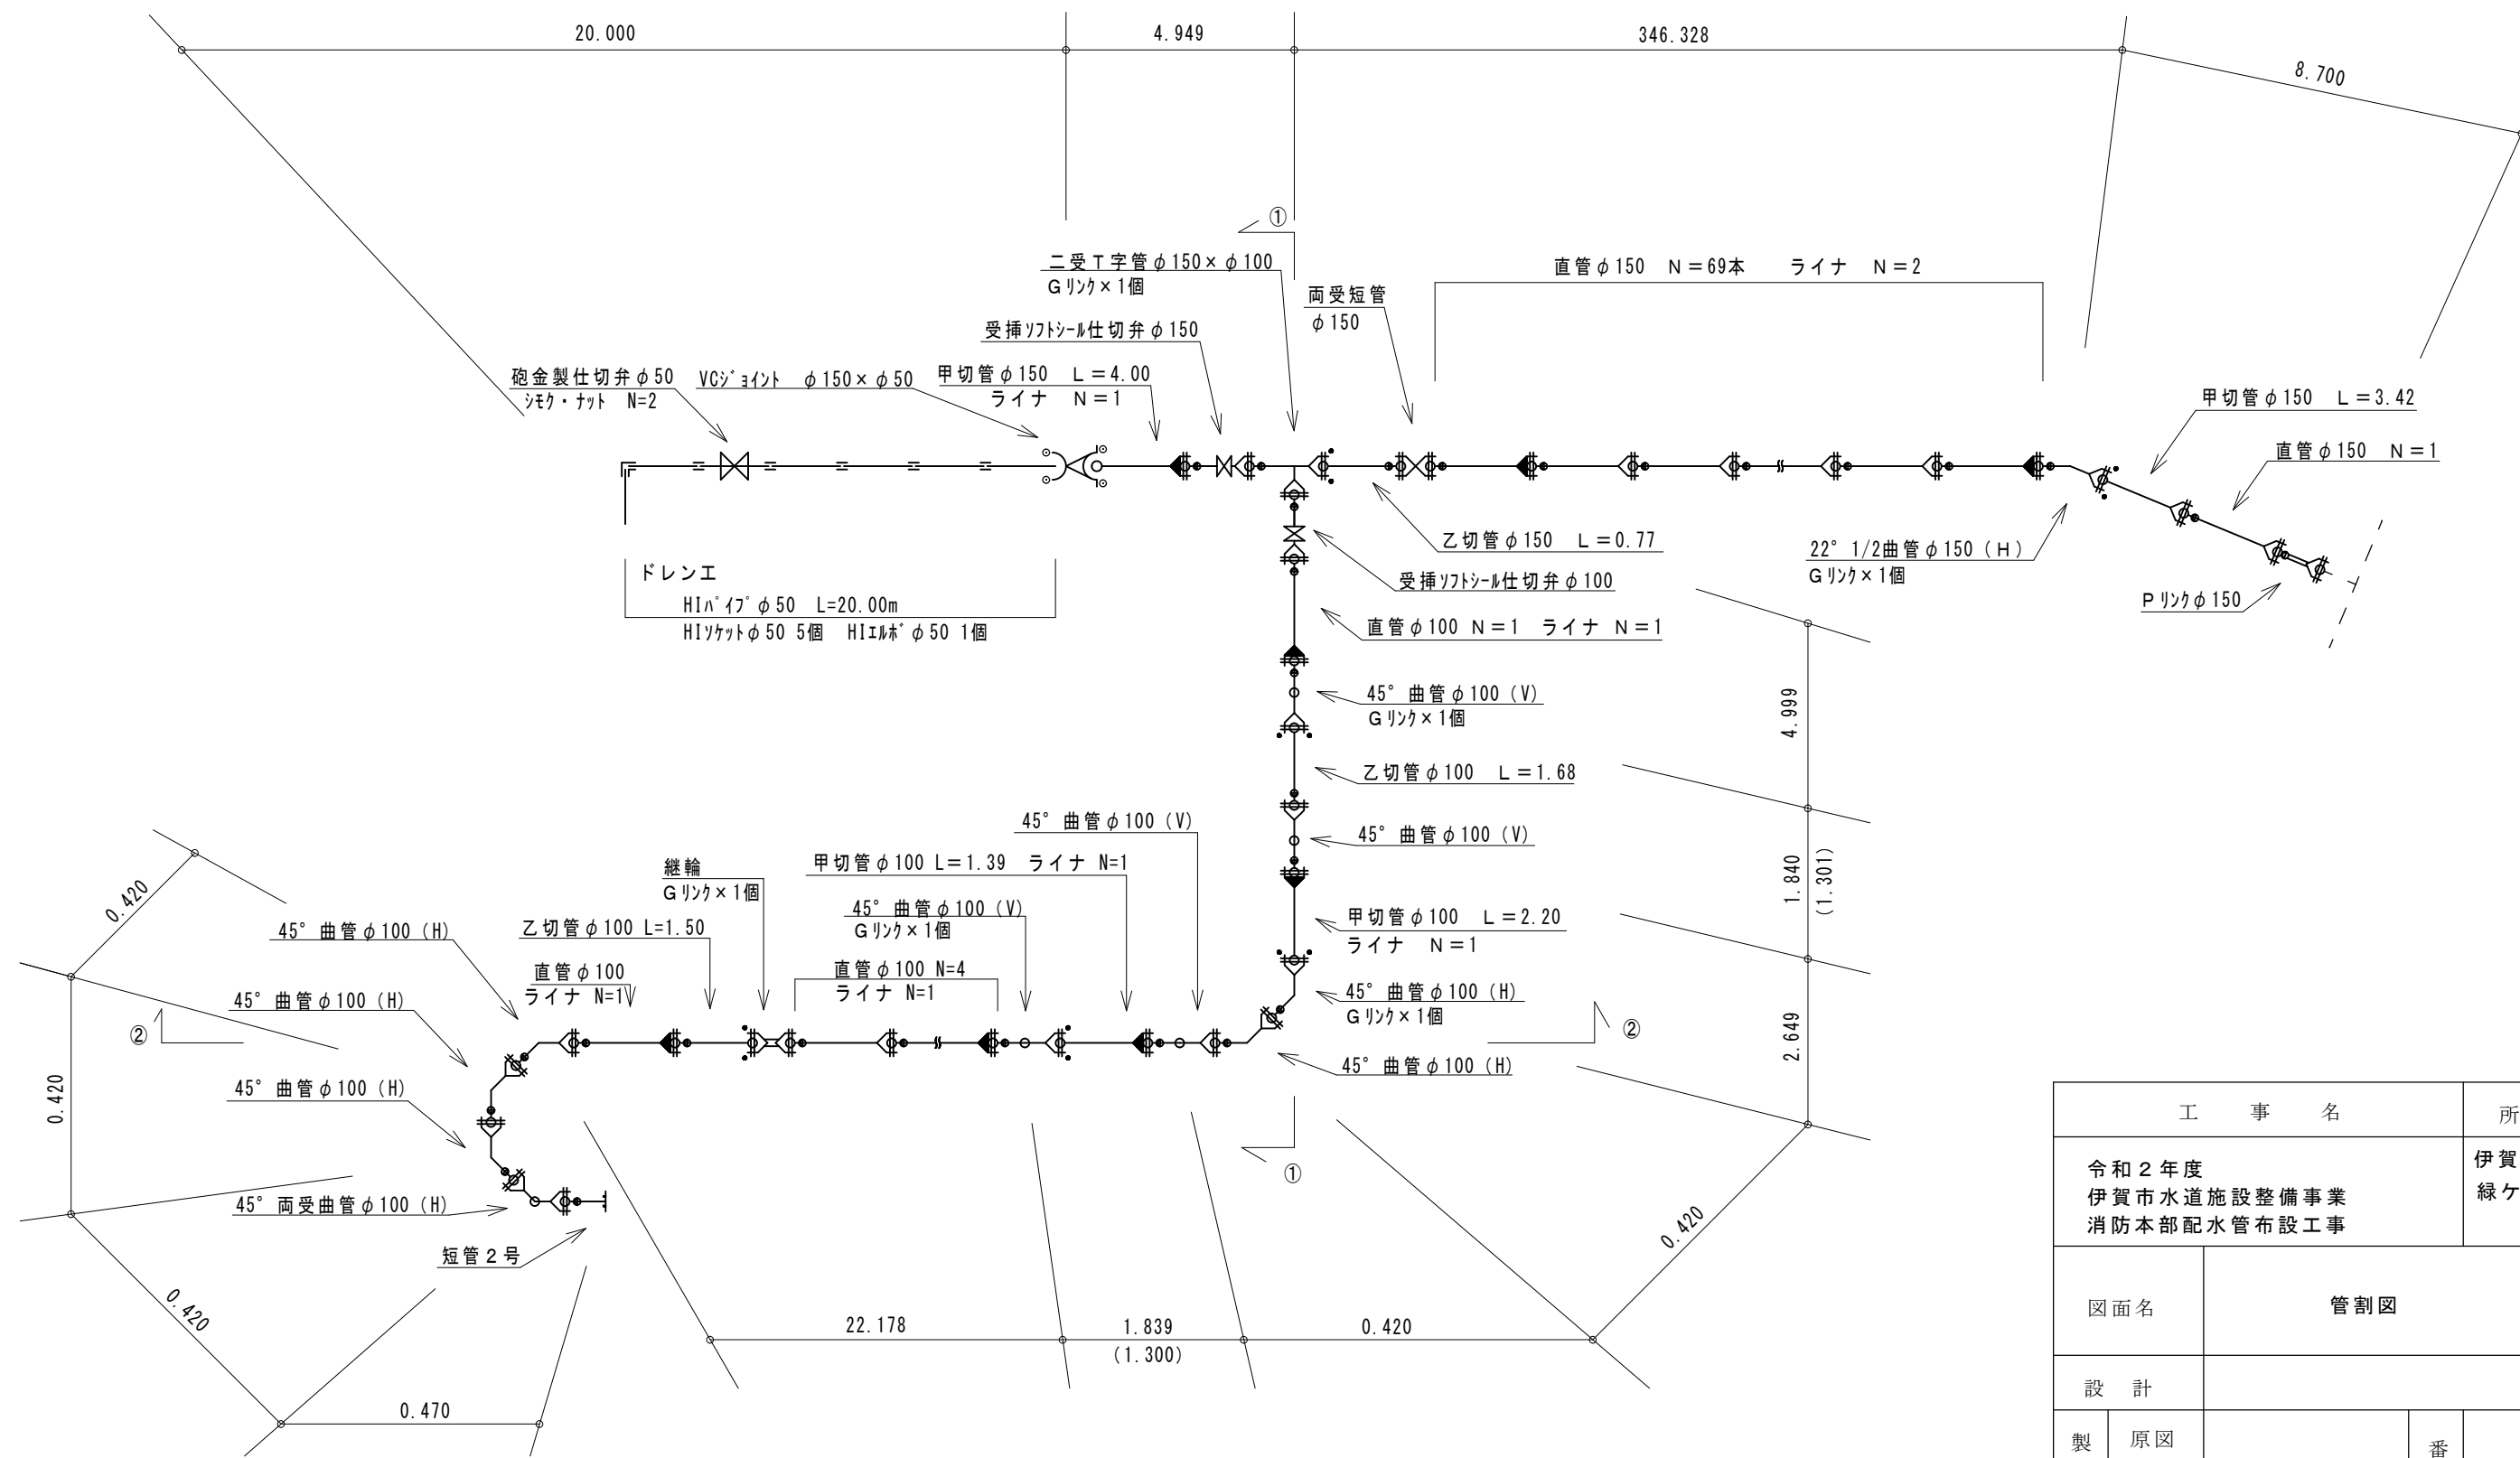 20.000
4.949
346.328
8.700
①
二受T字管φ150×φ100
Gリンク×1個
両受短管
φ150
直管φ150 N=69本 ライナ N=2
受挿ソフトシール仕切弁φ150
砲金製仕切弁φ50
シモク・ナット N=2
VCジョイント φ150×φ50
甲切管φ150 L=4.00
ライナ N=1
甲切管φ150 L=3.42
直管φ150 N=1
乙切管φ150 L=0.77
22°1/2曲管φ150(H)
Gリンク×1個
Pリンクφ150
ドレン工
HIパイプφ50 L=20.00m
HIソケットφ50 5個 HIエルボφ50 1個
受挿ソフトシール仕切弁φ100
直管φ100 N=1 ライナ N=1
45°曲管φ100(V)
Gリンク×1個
4.999
乙切管φ100 L=1.68
45°曲管φ100(V)
45°曲管φ100(V)
1.840
(1.301)
継輪
Gリンク×1個
甲切管φ100 L=1.39 ライナ N=1
0.420
45°曲管φ100(H)
乙切管φ100 L=1.50
45°曲管φ100(V)
Gリンク×1個
甲切管φ100 L=2.20
ライナ N=1
直管φ100
ライナ N=1
直管φ100 N=4
ライナ N=1
45°曲管φ100(H)
45°曲管φ100(H)
Gリンク×1個
②
②
2.649
0.420
45°曲管φ100(H)
45°曲管φ100(H)
①
45°両受曲管φ100(H)
短管2号
0.420
0.420
22.178
1.839
(1.300)
0.420
0.470
工事名
所
令和2年度
伊賀市水道施設整備事業
消防本部配水管布設工事
伊賀
緑ケ
図面名
管割図
設計
製
原図
番